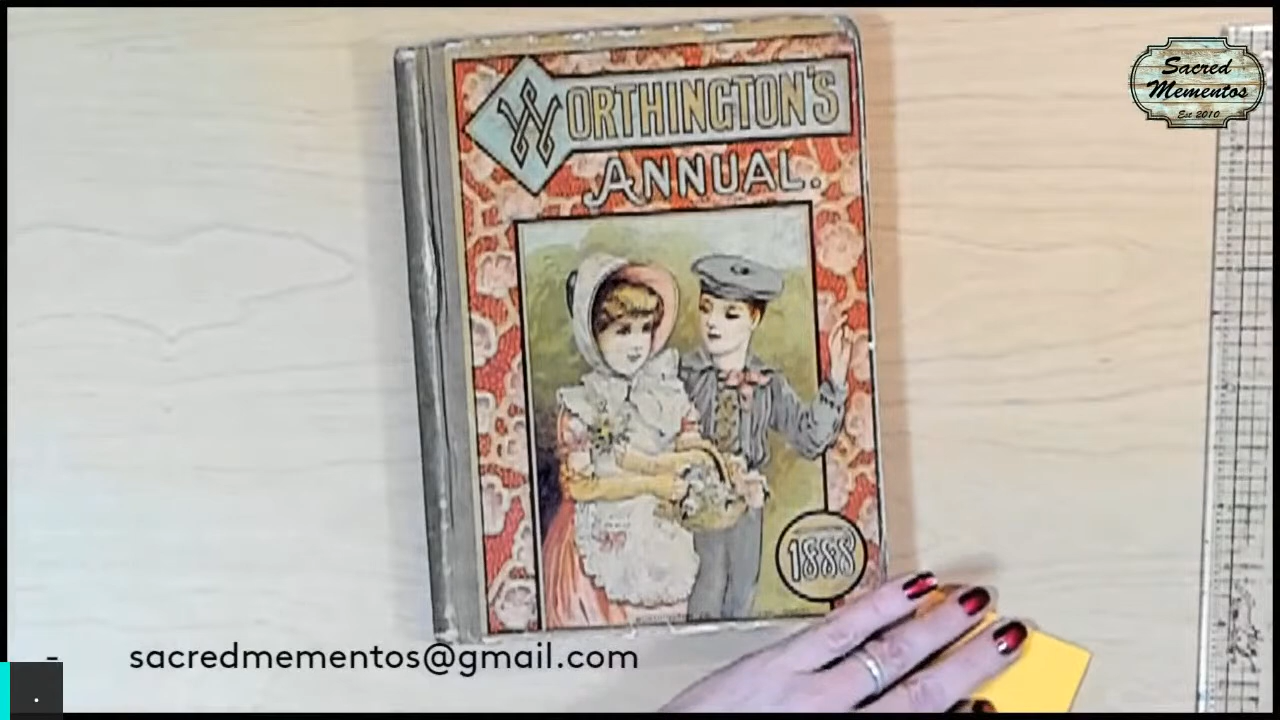 WORTHINGTON'S
ANNUAL.
1888
Sacred
Mementos
Est 2010
- sacredmementos@gmail.com
.